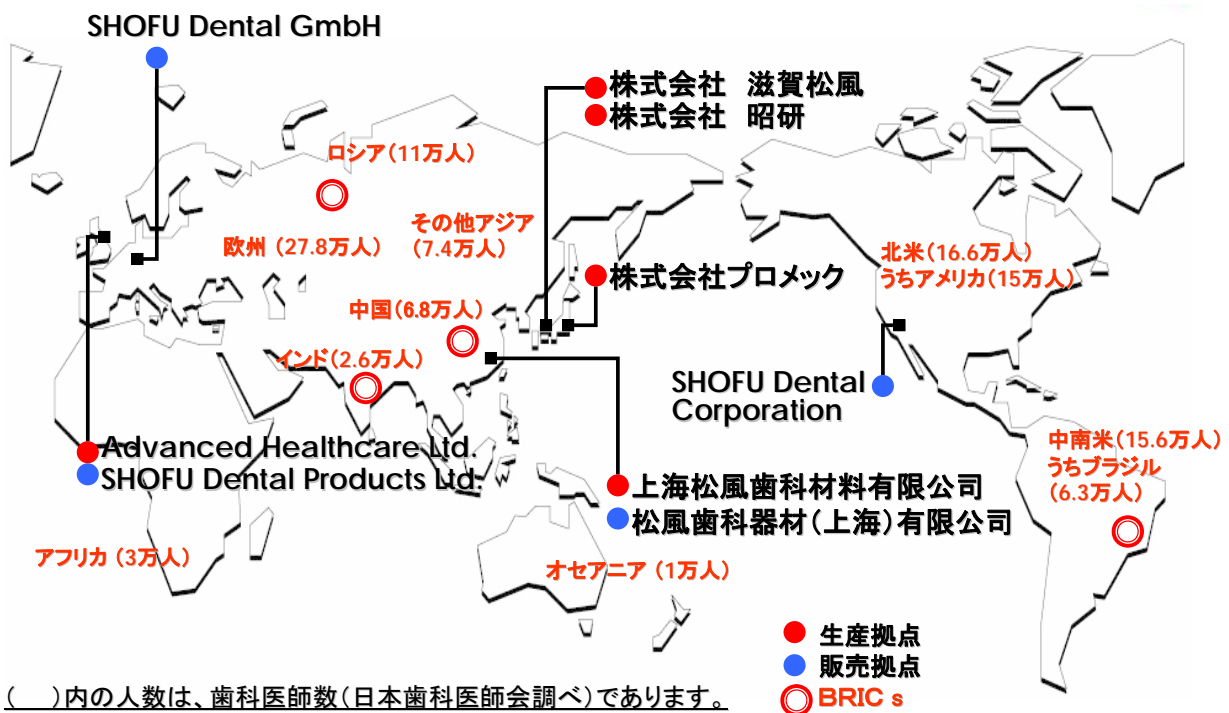 SHOFU Dental GmbH
株式会社 滋賀松風
株式会社 昭研
ロシア(11万人)
その他アジア
(7.4万人)
欧州 (27.8万人)
北米(16.6万人)
うちアメリカ(15万人)
株式会社プロメック
中国(6.8万人)
インド(2.6万人)
SHOFU Dental
Corporation
Advanced Healthcare Ltd.
SHOFU Dental Products Ltd.
中南米(15.6万人)
うちブラジル
(6.3万人)
上海松風歯科材料有限公司
松風歯科器材(上海)有限公司
アフリカ (3万人)
オセアニア (1万人)
生産拠点
販売拠点
BRIC s
( )内の人数は、歯科医師数(日本歯科医師会調べ)であります。